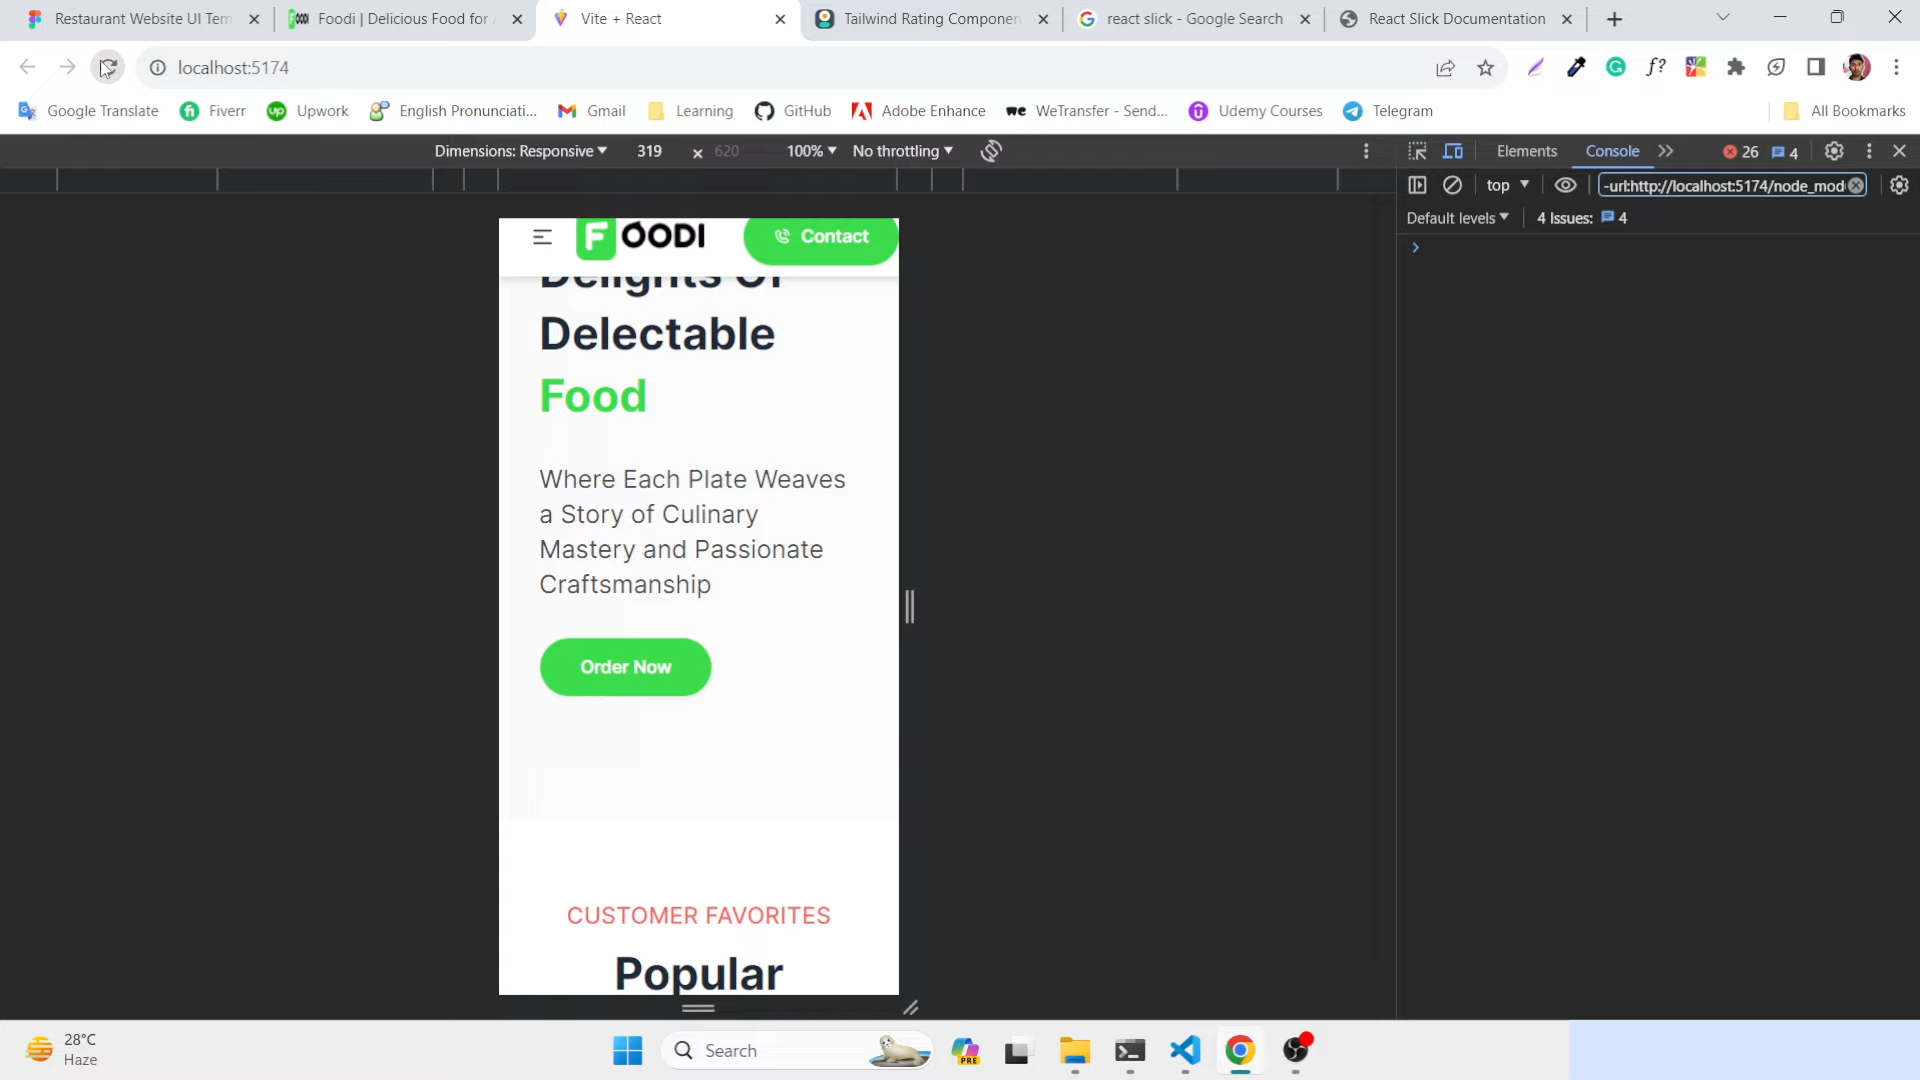 Restaurant Website UI Tem
Foodi | Delicious Food for
Vite + React
Tailwind Rating Componen
react slick - Google Search
React Slick Documentation
localhost:5174
Google Translate
Fiverr
Upwork
English Pronunciati...
Gmail
Learning
GitHub
Adobe Enhance
WeTransfer - Send...
Udemy Courses
Telegram
All Bookmarks
Dimensions: Responsive
319
x
620
100%
No throttling
Elements
Console
26
4
top
-url:http://localhost:5174/node_mod
Default levels
4 Issues:
4
FOODI
Contact
Delights Of
Delectable
Food
Where Each Plate Weaves
a Story of Culinary
Mastery and Passionate
Craftsmanship
Order Now
CUSTOMER FAVORITES
Popular
28°C
Haze
Search
PRE